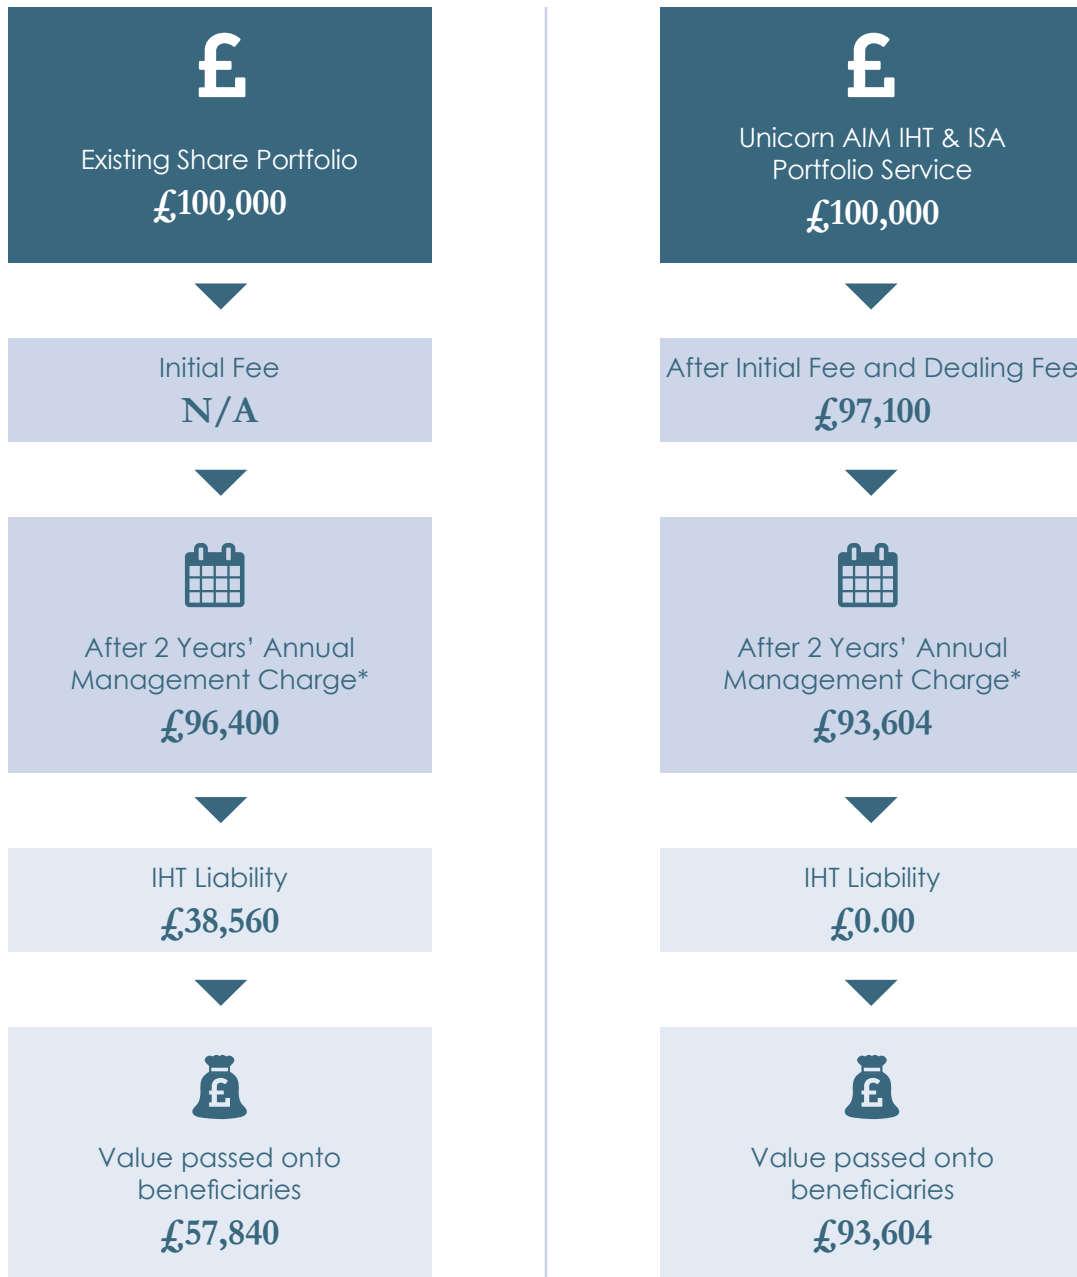 £
Existing Share Portfolio
£100,000
Initial Fee
N/A
After 2 Years’ Annual
Management Charge*
£96,400
IHT Liability
£38,560
£
Value passed onto
beneficiaries
£57,840
£
Unicorn AIM IHT & ISA
Portfolio Service
£100,000
After Initial Fee and Dealing Fee
£97,100
After 2 Years’ Annual
Management Charge*
£93,604
IHT Liability
£0.00
£
Value passed onto
beneficiaries
£93,604